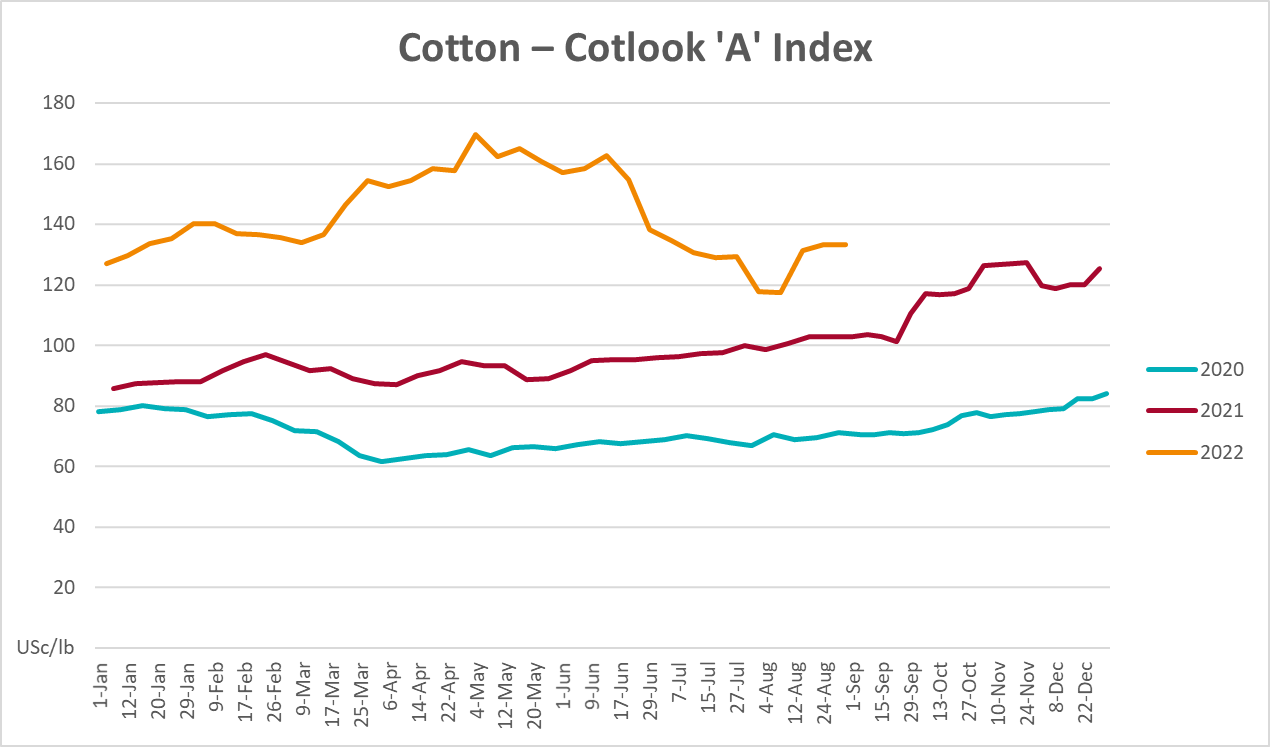 Cotton – Cotlook 'A' Index
180
160
140
120
100
80
60
40
20
USc/lb
1-Jan
12-Jan
20-Jan
29-Jan
9-Feb
17-Feb
26-Feb
9-Mar
17-Mar
25-Mar
6-Apr
14-Apr
22-Apr
4-May
12-May
20-May
1-Jun
9-Jun
17-Jun
29-Jun
7-Jul
15-Jul
27-Jul
4-Aug
12-Aug
24-Aug
1-Sep
15-Sep
29-Sep
13-Oct
27-Oct
10-Nov
24-Nov
8-Dec
22-Dec
2020
2021
2022